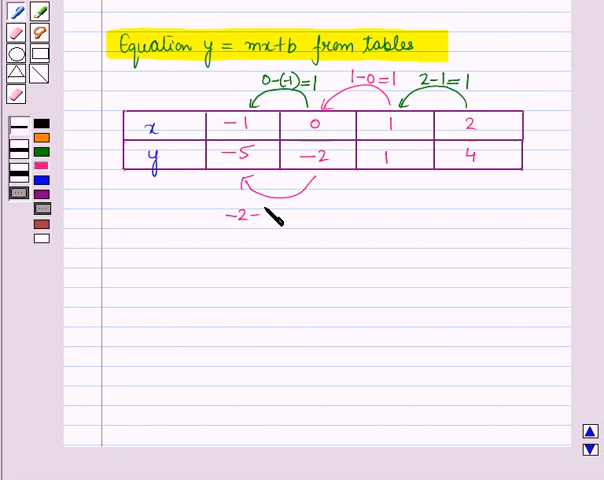 Equation y = mx+b from tables
0-(-1)=1 1-0=1 2-1=1
x -1 0 1 2
y -5 -2 1 4
-2-